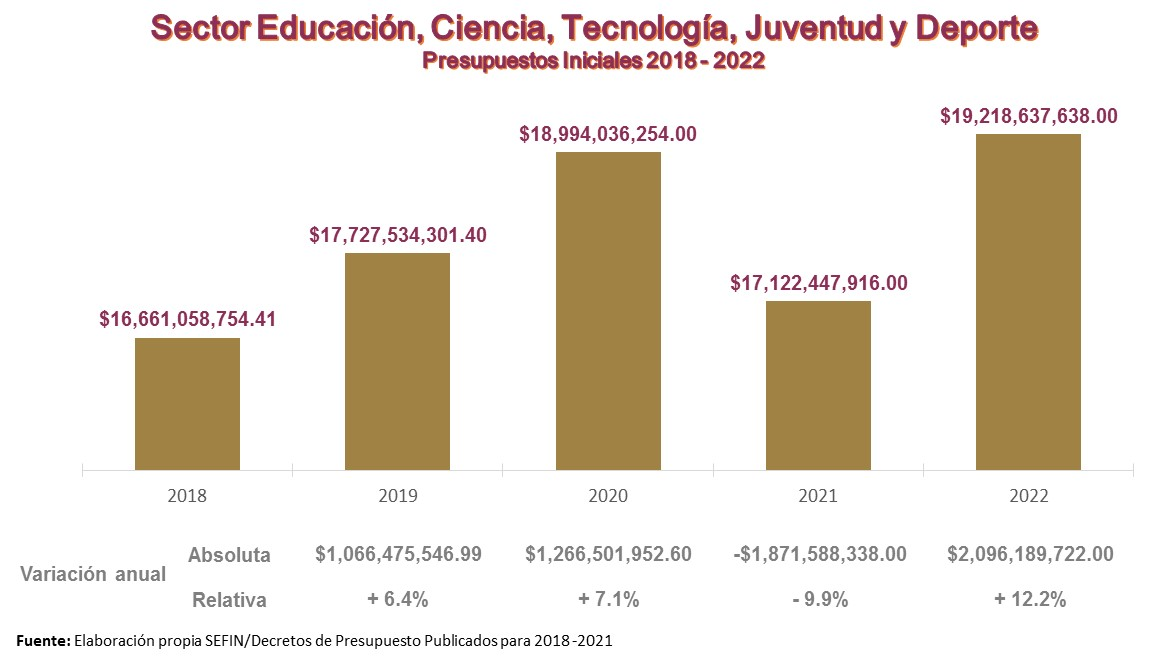 Sector Educación, Ciencia, Tecnología, Juventud y Deporte
Presupuestos Iniciales 2018 - 2022
$19,218,637,638.00
$18,994,036,254.00
$17,727,534,301.40
$17,122,447,916.00
$16,661,058,754.41
2018 2019 2020 2021 2022
Absoluta $1,066,475,546.99 $1,266,501,952.60 -$1,871,588,338.00 $2,096,189,722.00
Variación anual
Relativa + 6.4% + 7.1% - 9.9% + 12.2%
Fuente: Elaboración propia SEFIN/Decretos de Presupuesto Publicados para 2018 -2021